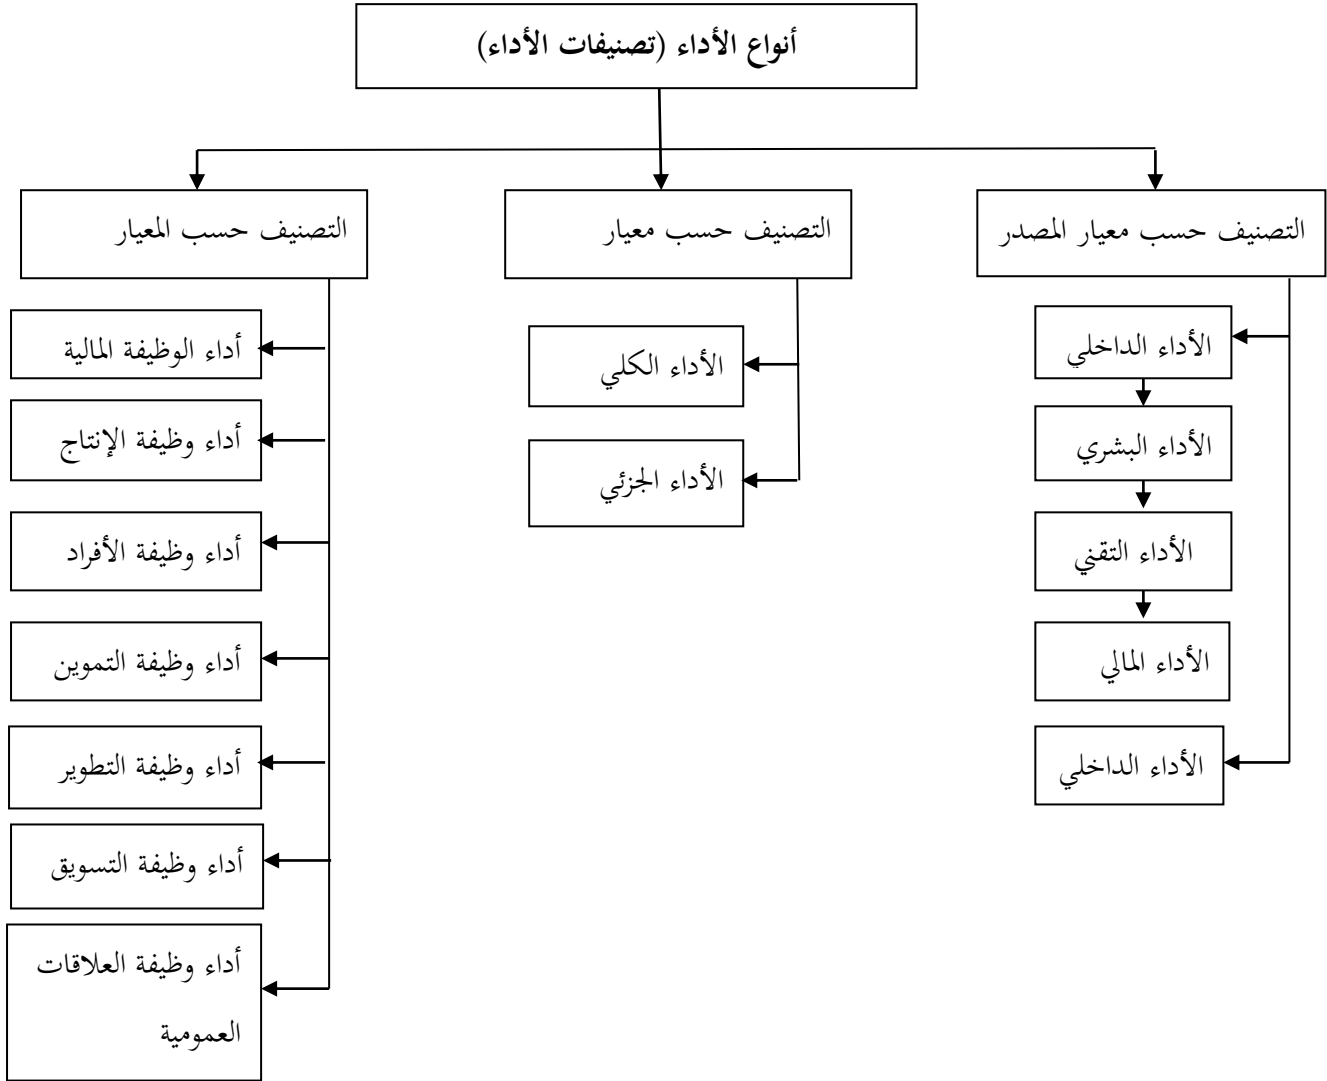 أنواع الأداء (تصنيفات الأداء)
التصنيف حسب معيار المصدر
الأداء الداخلي
الأداء البشري
الأداء التقني
الأداء المالي
الأداء الداخلي
التصنيف حسب معيار
الأداء الكلي
الأداء الجزئي
التصنيف حسب المعيار
أداء الوظيفة المالية
أداء وظيفة الإنتاج
أداء وظيفة الأفراد
أداء وظيفة التموين
أداء وظيفة التطوير
أداء وظيفة التسويق
أداء وظيفة العلاقات
العمومية